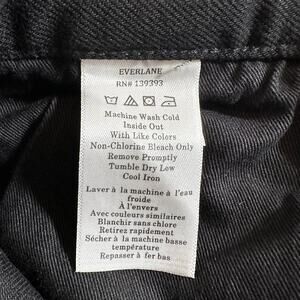 EVERLANE
RN# 139393
Machine Wash Cold
Inside Out
With Like Colors
Non-Chlorine Bleach Only
Remove Promptly
Tumble Dry Low
Cool Iron
Laver à la machine à l'eau
froide
À l'envers
Avec couleurs similaires
Blanchir sans chlore
Retirez rapidement
Sécher à la machine basse
température
Repasser à fer bas